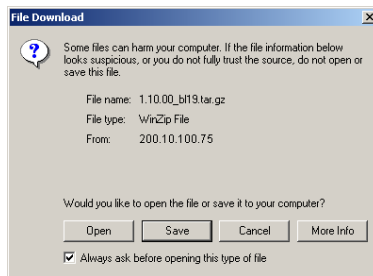 File Download
Some files can harm your computer. If the file information below
looks suspicious, or you do not fully trust the source, do not open or
save this file.
File name: 1.10.00_bl19.tar.gz
File type: WinZip File
From: 200.10.100.75
Would you like to open the file or save it to your computer?
Open Save Cancel More Info
Always ask before opening this type of file